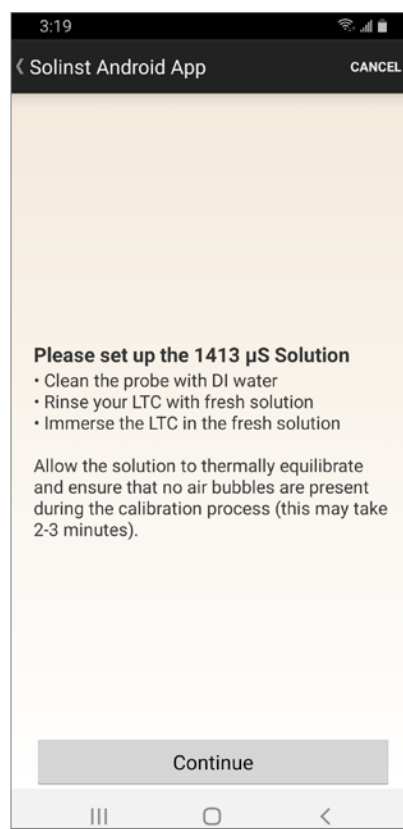 3:19
Solinst Android App
CANCEL
Please set up the 1413 µS Solution
• Clean the probe with DI water
• Rinse your LTC with fresh solution
• Immerse the LTC in the fresh solution
Allow the solution to thermally equilibrate
and ensure that no air bubbles are present
during the calibration process (this may take
2-3 minutes).
Continue